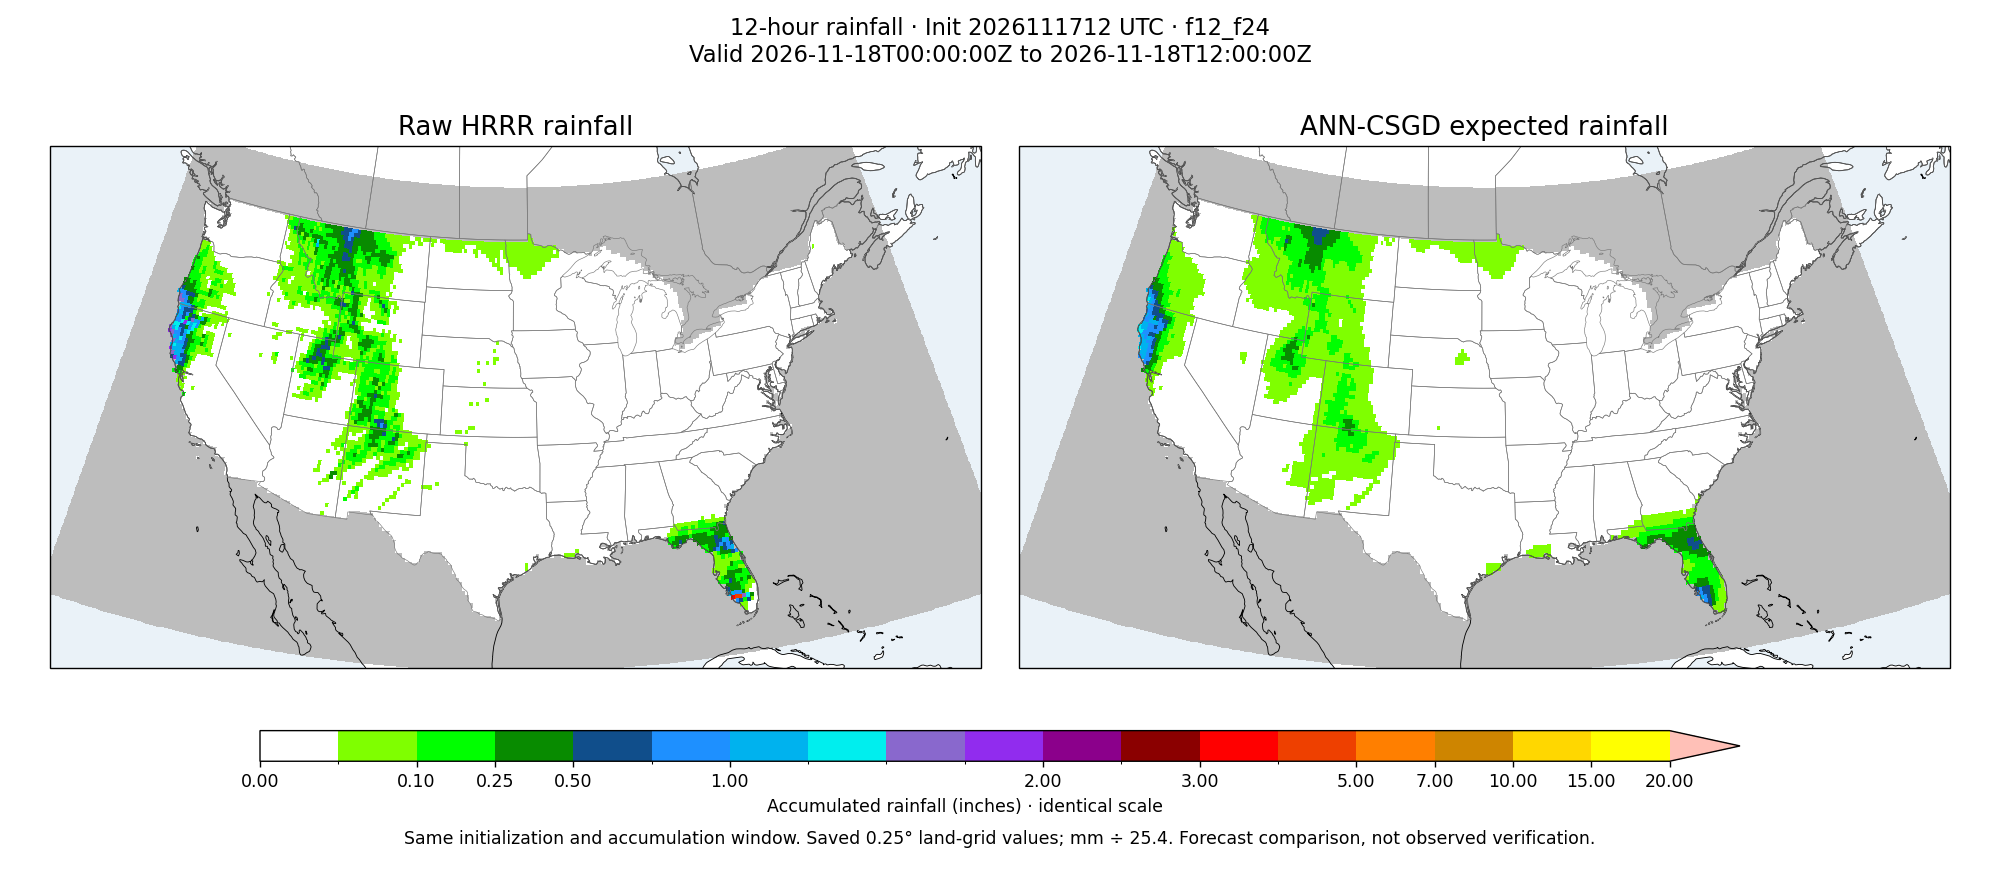 12-hour rainfall · Init 2026111712 UTC · f12_f24
Valid 2026-11-18T00:00:00Z to 2026-11-18T12:00:00Z
Raw HRRR rainfall
ANN-CSGD expected rainfall
0.00 0.10 0.25 0.50 1.00 2.00 3.00 5.00 7.00 10.00 15.00 20.00
Accumulated rainfall (inches) · identical scale
Same initialization and accumulation window. Saved 0.25° land-grid values; mm ÷ 25.4. Forecast comparison, not observed verification.